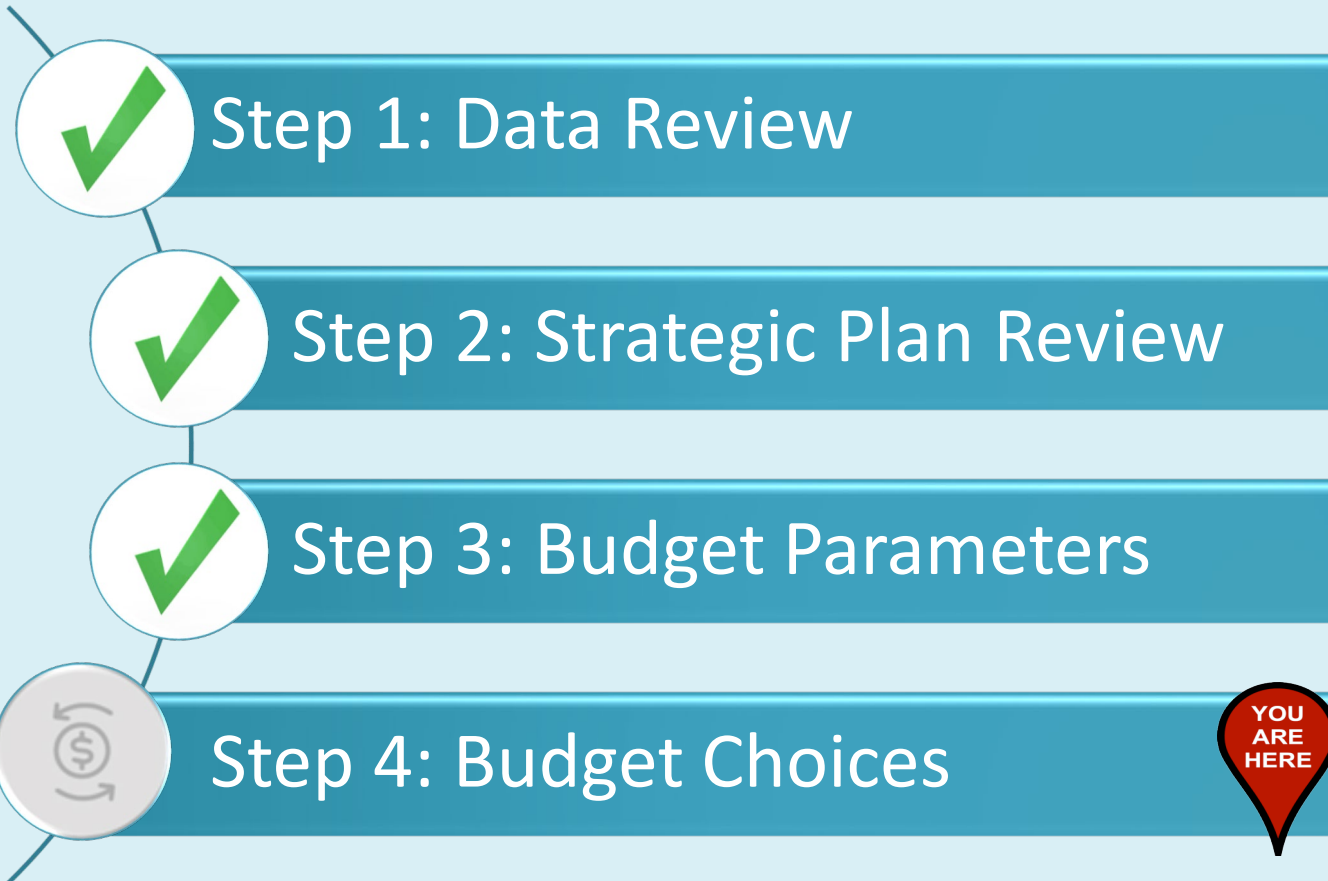 Step 1: Data Review
Step 2: Strategic Plan Review
Step 3: Budget Parameters
Step 4: Budget Choices
YOU
ARE
HERE
$